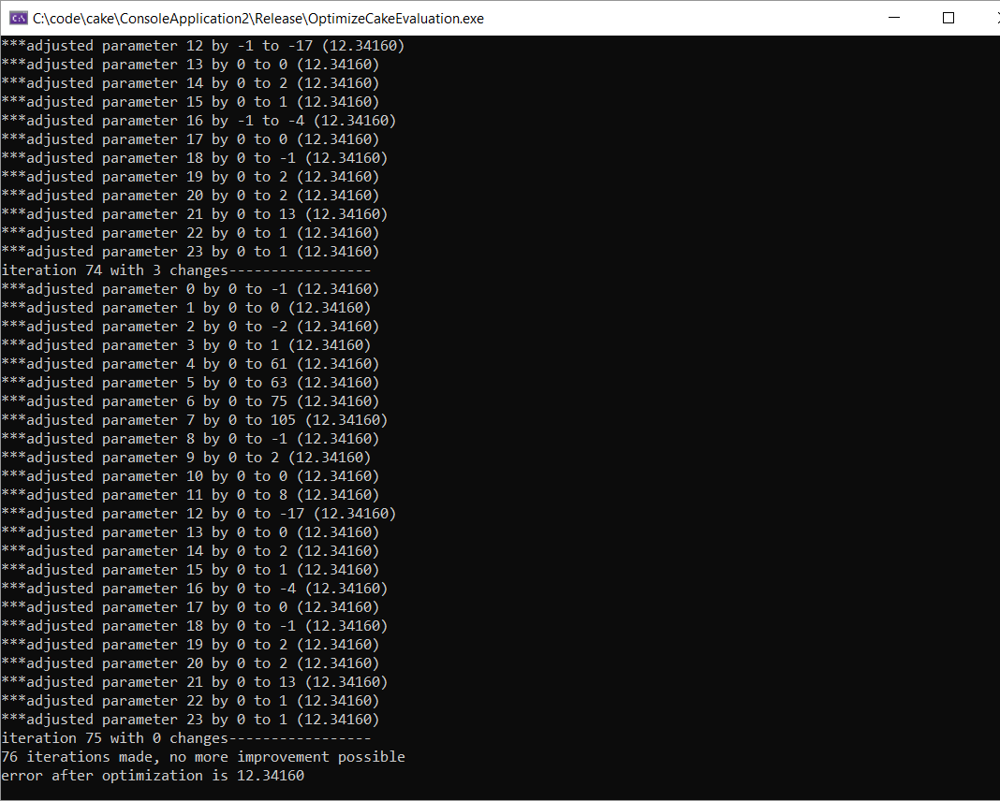 C:\code\cake\ConsoleApplication2\Release\OptimizeCakeEvaluation.exe
***adjusted parameter 12 by -1 to -17 (12.34160)
***adjusted parameter 13 by 0 to 0 (12.34160)
***adjusted parameter 14 by 0 to 2 (12.34160)
***adjusted parameter 15 by 0 to 1 (12.34160)
***adjusted parameter 16 by -1 to -4 (12.34160)
***adjusted parameter 17 by 0 to 0 (12.34160)
***adjusted parameter 18 by 0 to -1 (12.34160)
***adjusted parameter 19 by 0 to 2 (12.34160)
***adjusted parameter 20 by 0 to 2 (12.34160)
***adjusted parameter 21 by 0 to 13 (12.34160)
***adjusted parameter 22 by 0 to 1 (12.34160)
***adjusted parameter 23 by 0 to 1 (12.34160)
iteration 74 with 3 changes-----------------
***adjusted parameter 0 by 0 to -1 (12.34160)
***adjusted parameter 1 by 0 to 0 (12.34160)
***adjusted parameter 2 by 0 to -2 (12.34160)
***adjusted parameter 3 by 0 to 1 (12.34160)
***adjusted parameter 4 by 0 to 61 (12.34160)
***adjusted parameter 5 by 0 to 63 (12.34160)
***adjusted parameter 6 by 0 to 75 (12.34160)
***adjusted parameter 7 by 0 to 105 (12.34160)
***adjusted parameter 8 by 0 to -1 (12.34160)
***adjusted parameter 9 by 0 to 2 (12.34160)
***adjusted parameter 10 by 0 to 0 (12.34160)
***adjusted parameter 11 by 0 to 8 (12.34160)
***adjusted parameter 12 by 0 to -17 (12.34160)
***adjusted parameter 13 by 0 to 0 (12.34160)
***adjusted parameter 14 by 0 to 2 (12.34160)
***adjusted parameter 15 by 0 to 1 (12.34160)
***adjusted parameter 16 by 0 to -4 (12.34160)
***adjusted parameter 17 by 0 to 0 (12.34160)
***adjusted parameter 18 by 0 to -1 (12.34160)
***adjusted parameter 19 by 0 to 2 (12.34160)
***adjusted parameter 20 by 0 to 2 (12.34160)
***adjusted parameter 21 by 0 to 13 (12.34160)
***adjusted parameter 22 by 0 to 1 (12.34160)
***adjusted parameter 23 by 0 to 1 (12.34160)
iteration 75 with 0 changes-----------------
76 iterations made, no more improvement possible
error after optimization is 12.34160